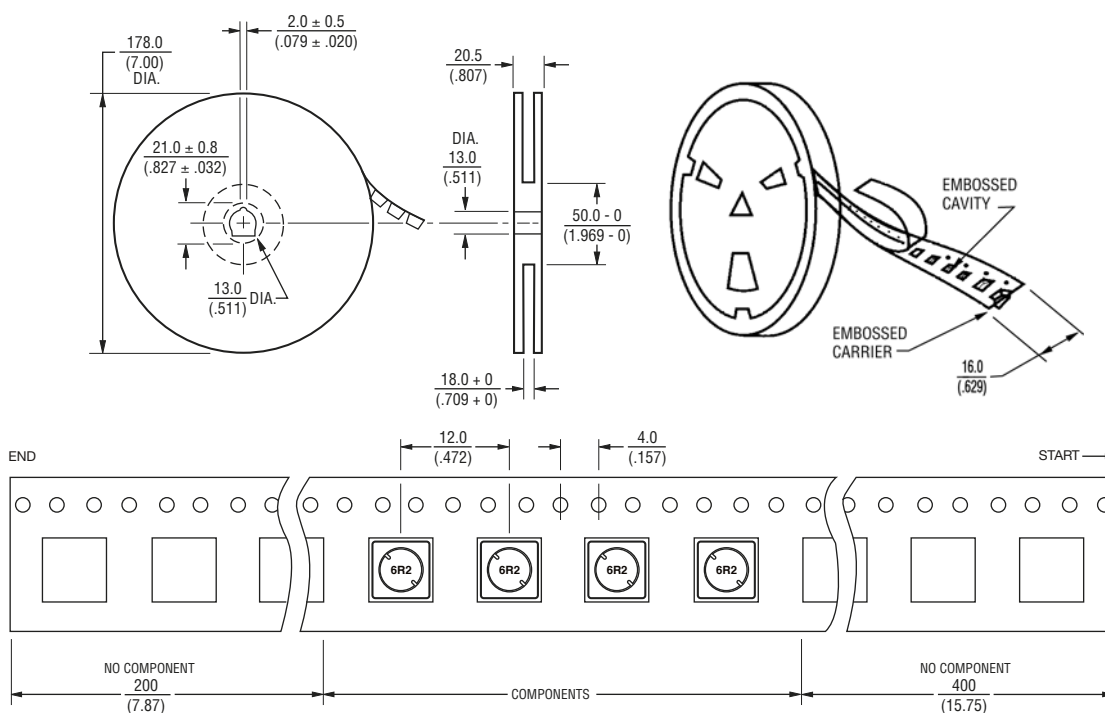 2.0 ± 0.5
(.079 ± .020)
178.0
(7.00)
DIA.
20.5
(.807)
21.0 ± 0.8
(.827 ± .032)
DIA.
13.0
(.511)
50.0 - 0
(1.969 - 0)
13.0
(.511)
DIA.
18.0 + 0
(.709 + 0)
EMBOSSED
CAVITY
EMBOSSED
CARRIER
16.0
(.629)
END
12.0
(.472)
4.0
(.157)
START
6R2
6R2
6R2
6R2
NO COMPONENT
200
(7.87)
COMPONENTS
NO COMPONENT
400
(15.75)